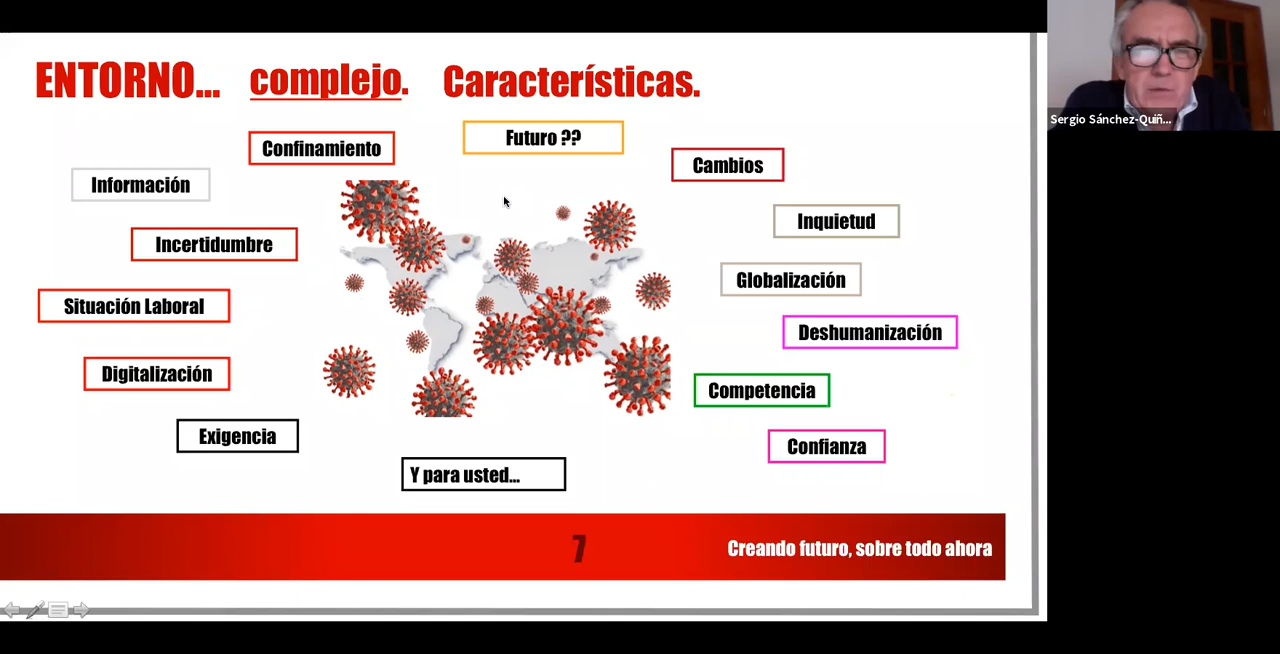 ENTORNO... complejo. Características.
Confinamiento
Futuro ??
Cambios
Información
Inquietud
Incertidumbre
Globalización
Situación Laboral
Deshumanización
Digitalización
Competencia
Exigencia
Confianza
Y para usted...
7
Creando futuro, sobre todo ahora
Sergio Sánchez-Quiñ...